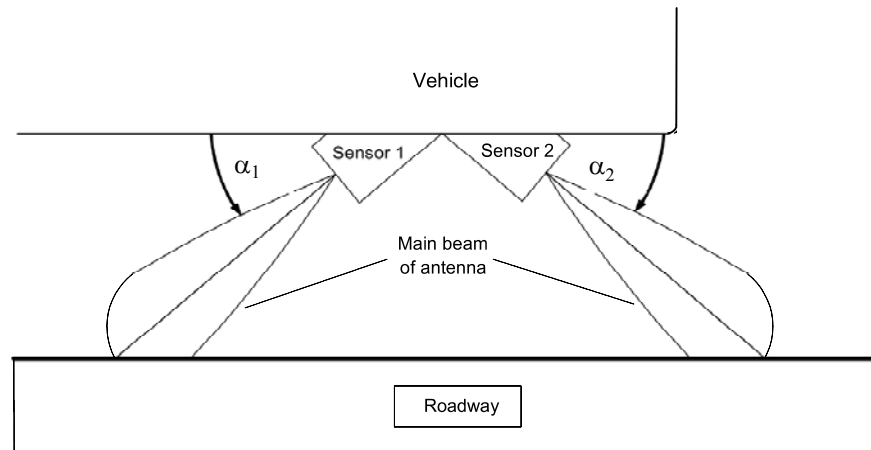 Vehicle
Sensor 1
Sensor 2
α1
α2
Main beam
of antenna
Roadway